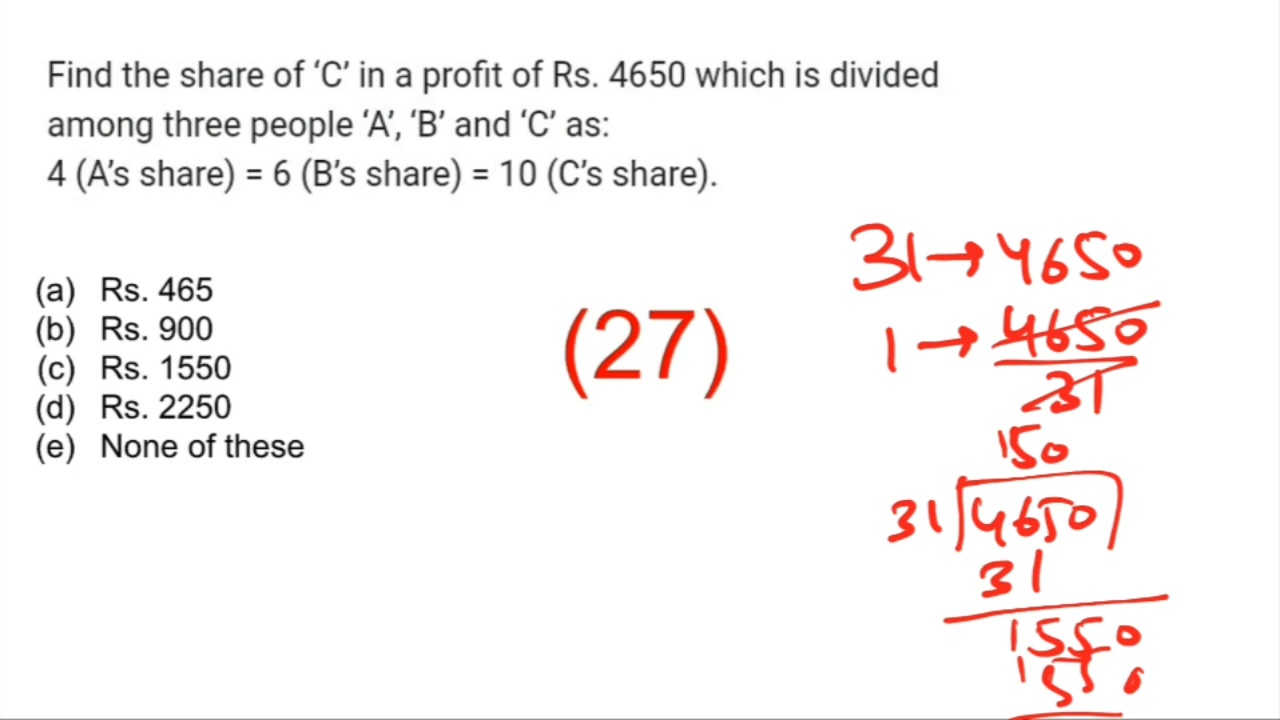 Find the share of ‘C’ in a profit of Rs. 4650 which is divided
among three people ‘A’, ‘B’ and ‘C’ as:
4 (A’s share) = 6 (B’s share) = 10 (C’s share).
(a) Rs. 465
(b) Rs. 900
(c) Rs. 1550
(d) Rs. 2250
(e) None of these
(27)
31→4650
1→4650
31
150
31)4650
31
1550
1550